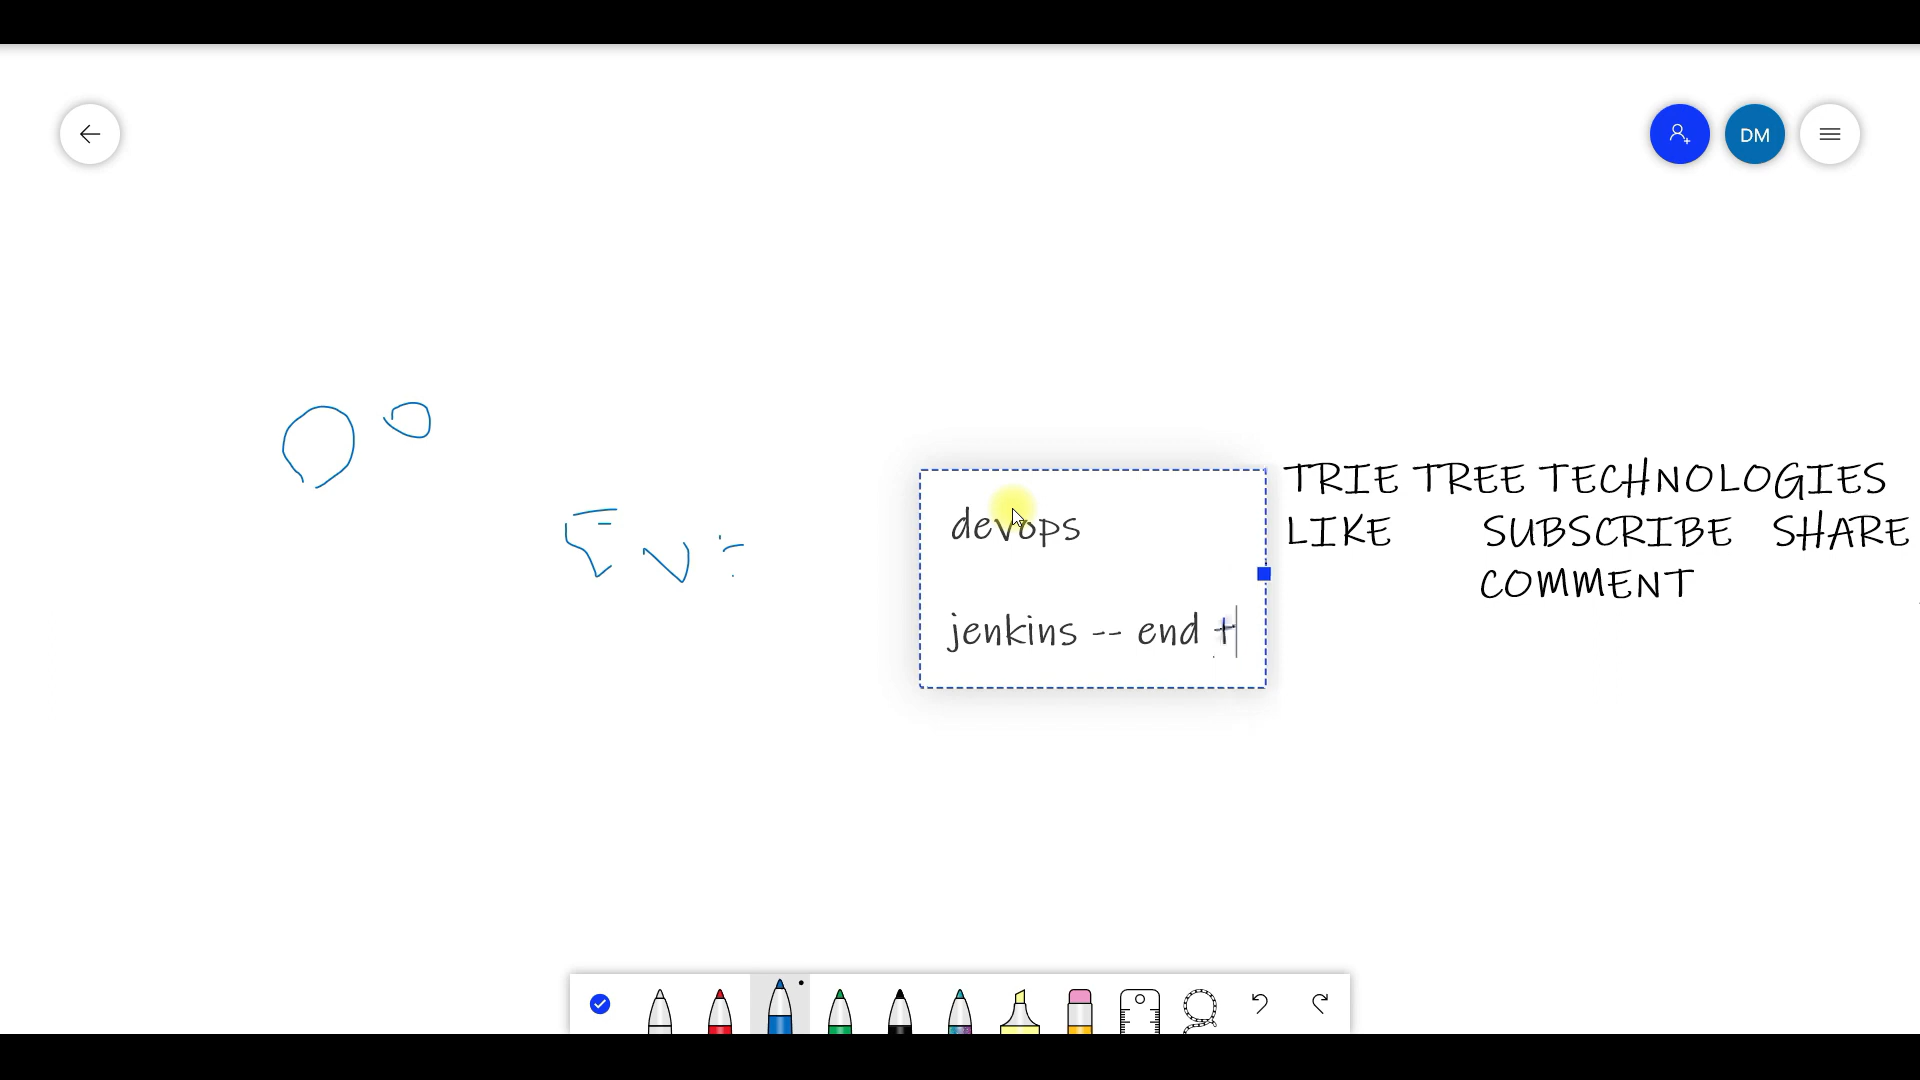 DM
devops
jenkins -- end t
TRIE TREE TECHNOLOGIES
LIKE SUBSCRIBE SHARE
COMMENT